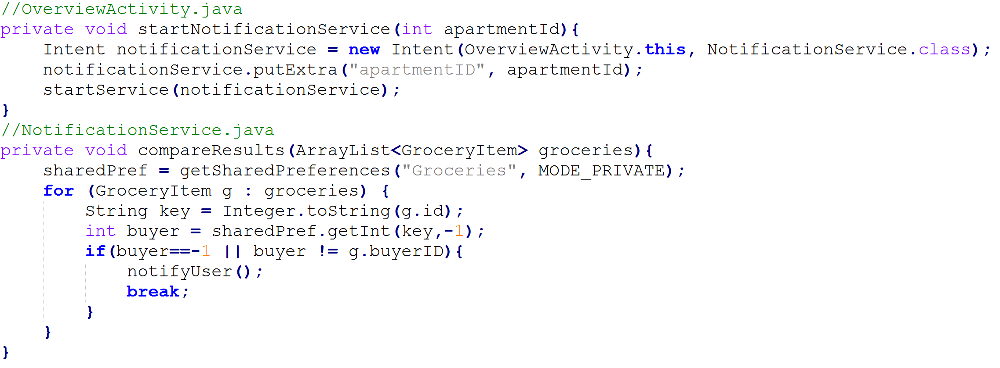 //OverviewActivity.java
private void startNotificationService(int apartmentId){
    Intent notificationService = new Intent(OverviewActivity.this, NotificationService.class);
    notificationService.putExtra("apartmentID", apartmentId);
    startService(notificationService);
}
//NotificationService.java
private void compareResults(ArrayList<GroceryItem> groceries){
    sharedPref = getSharedPreferences("Groceries", MODE_PRIVATE);
    for (GroceryItem g : groceries) {
        String key = Integer.toString(g.id);
        int buyer = sharedPref.getInt(key,-1);
        if(buyer==-1 || buyer != g.buyerID){
            notifyUser();
            break;
        }
    }
}